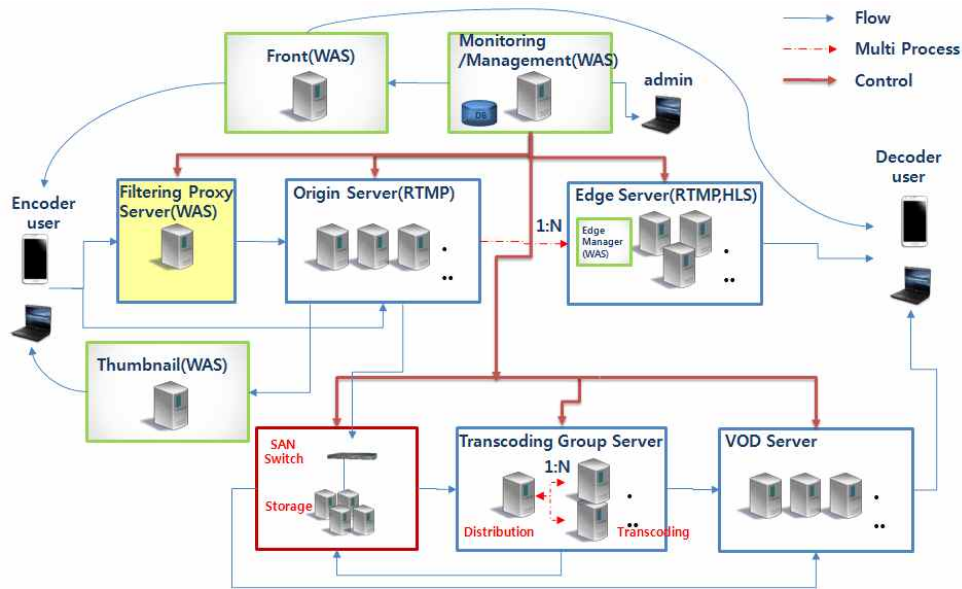 Flow
Multi Process
Control
Front(WAS)
Monitoring
/Management(WAS)
DB
admin
Encoder
user
Filtering Proxy
Server(WAS)
Origin Server(RTMP)
1:N
Edge Server(RTMP,HLS)
Edge
Manager
(WAS)
Decoder
user
Thumbnail(WAS)
SAN
Switch
Storage
Transcoding Group Server
1:N
Distribution
Transcoding
VOD Server